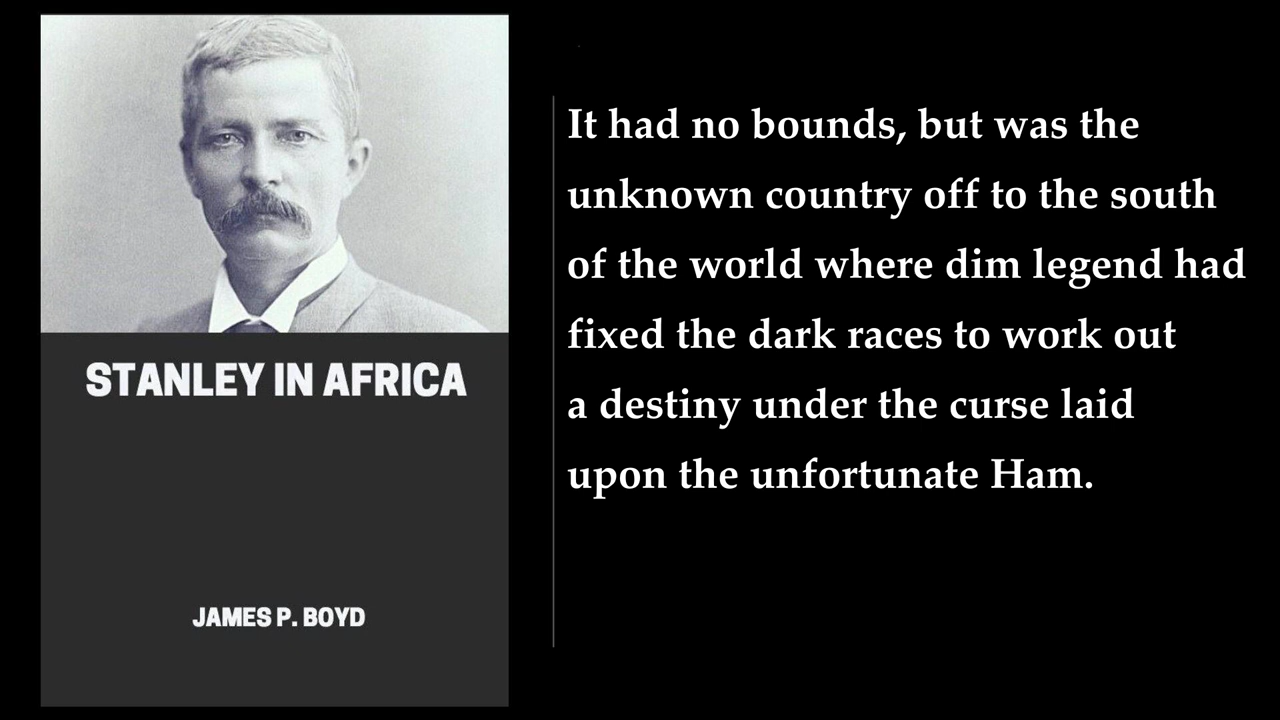 STANLEY IN AFRICA
JAMES P. BOYD
It had no bounds, but was the
unknown country off to the south
of the world where dim legend had
fixed the dark races to work out
a destiny under the curse laid
upon the unfortunate Ham.